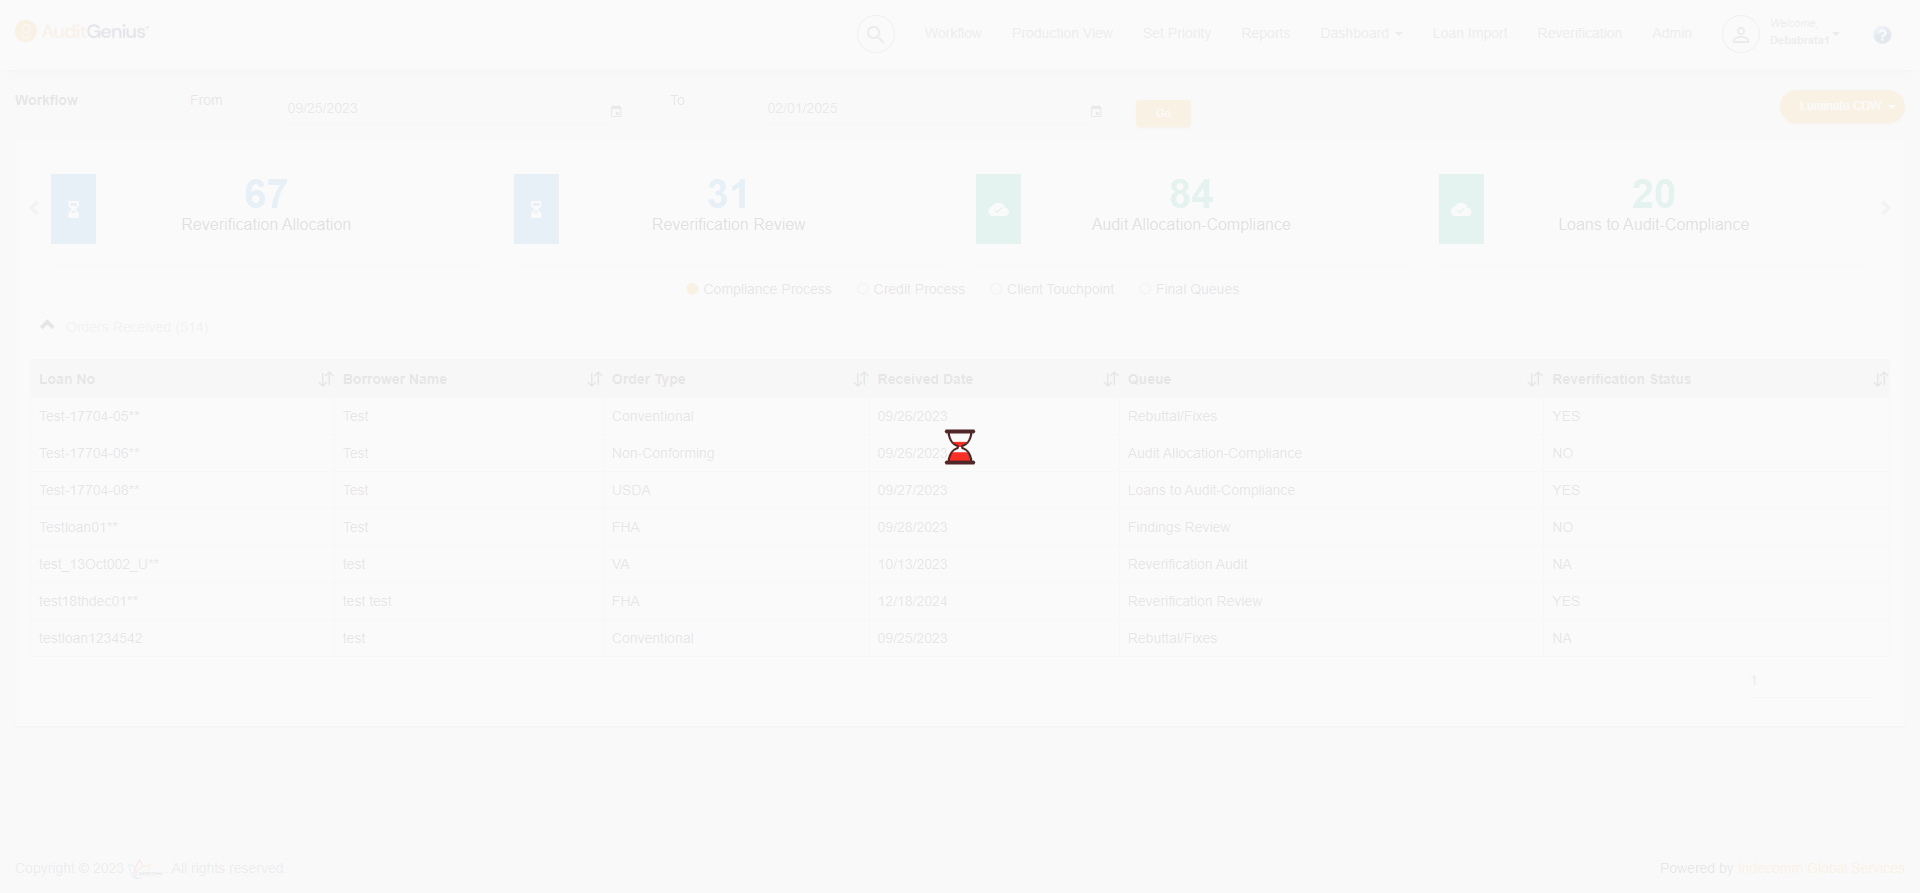 AuditGenius
Workflow Production View Set Priority Reports Dashboard Loan Import Reverification Admin Welcome,
Debabrata1
Workflow From 09/25/2023 To 02/01/2025 Go Luminate CDW
67 31 84 20
Reverification Allocation Reverification Review Audit Allocation-Compliance Loans to Audit-Compliance
Compliance Process Credit Process Client Touchpoint Final Queues
Orders Received (514)
Loan No Borrower Name Order Type Received Date Queue Reverification Status
Test-17704-05** Test Conventional 09/26/2023 Rebuttal/Fixes YES
Test-17704-06** Test Non-Conforming 09/26/2023 Audit Allocation-Compliance NO
Test-17704-08** Test USDA 09/27/2023 Loans to Audit-Compliance YES
Testloan01** Test FHA 09/28/2023 Findings Review NO
test_13Oct002_U** test VA 10/13/2023 Reverification Audit NA
test18thdec01** test test FHA 12/18/2024 Reverification Review YES
testloan1234542 test Conventional 09/25/2023 Rebuttal/Fixes NA
1
Copyright © 2023 . All rights reserved. Powered by Indecomm Global Services